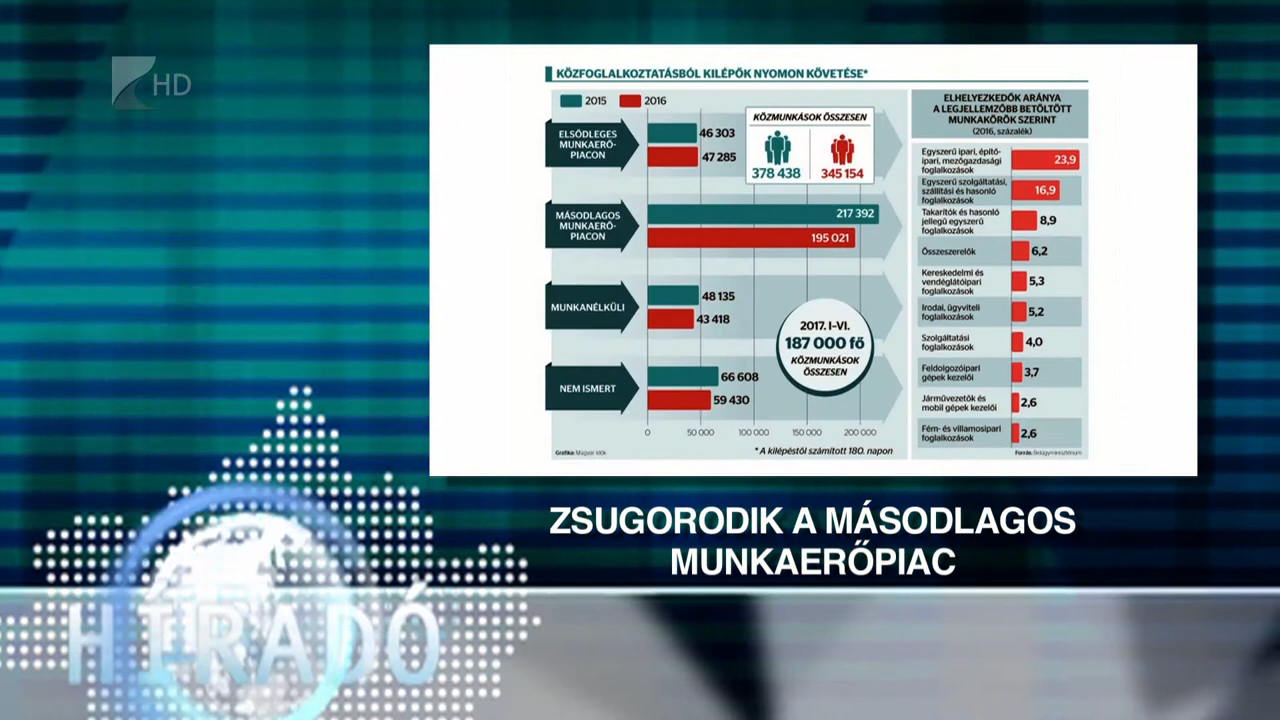 HD
KÖZFOGLALKOZTATÁSBÓL KILÉPŐK NYOMON KÖVETÉSE*
2015
2016
ELSŐDLEGES
MUNKAERŐ-
PIACON
46 303
47 285
KÖZMUNKÁSOK ÖSSZESEN
378 438
345 154
MÁSODLAGOS
MUNKAERŐ-
PIACON
217 392
195 021
MUNKANÉLKÜLI
48 135
43 418
2017. I-VI.
187 000 fő
KÖZMUNKÁSOK
ÖSSZESEN
NEM ISMERT
66 608
59 430
0
50 000
100 000
150 000
200 000
Grafika: Magyar Idők
* A kilépéstől számított 180. napon
ELHELYEZKEDŐK ARÁNYA
A LEGJELLEMZŐBB BETÖLTÖTT
MUNKAKÖRÖK SZERINT
(2016, százalék)
Egyszerű ipari, építő-
ipari, mezőgazdasági
foglalkozások
23,9
Egyszerű szolgáltatási,
szállítási és hasonló
foglalkozások
16,9
Takarítók és hasonló
jellegű egyszerű
foglalkozások
8,9
Összeszerelők
6,2
Kereskedelmi és
vendéglátóipari
foglalkozások
5,3
Irodai, ügyviteli
foglalkozások
5,2
Szolgáltatási
foglalkozások
4,0
Feldolgozóipari
gépek kezelői
3,7
Járművezetők és
mobil gépek kezelői
2,6
Fém- és villamosipari
foglalkozások
2,6
Forrás: Belügyminisztérium
ZSUGORODIK A MÁSODLAGOS
MUNKAERŐPIAC
HÍRADÓ